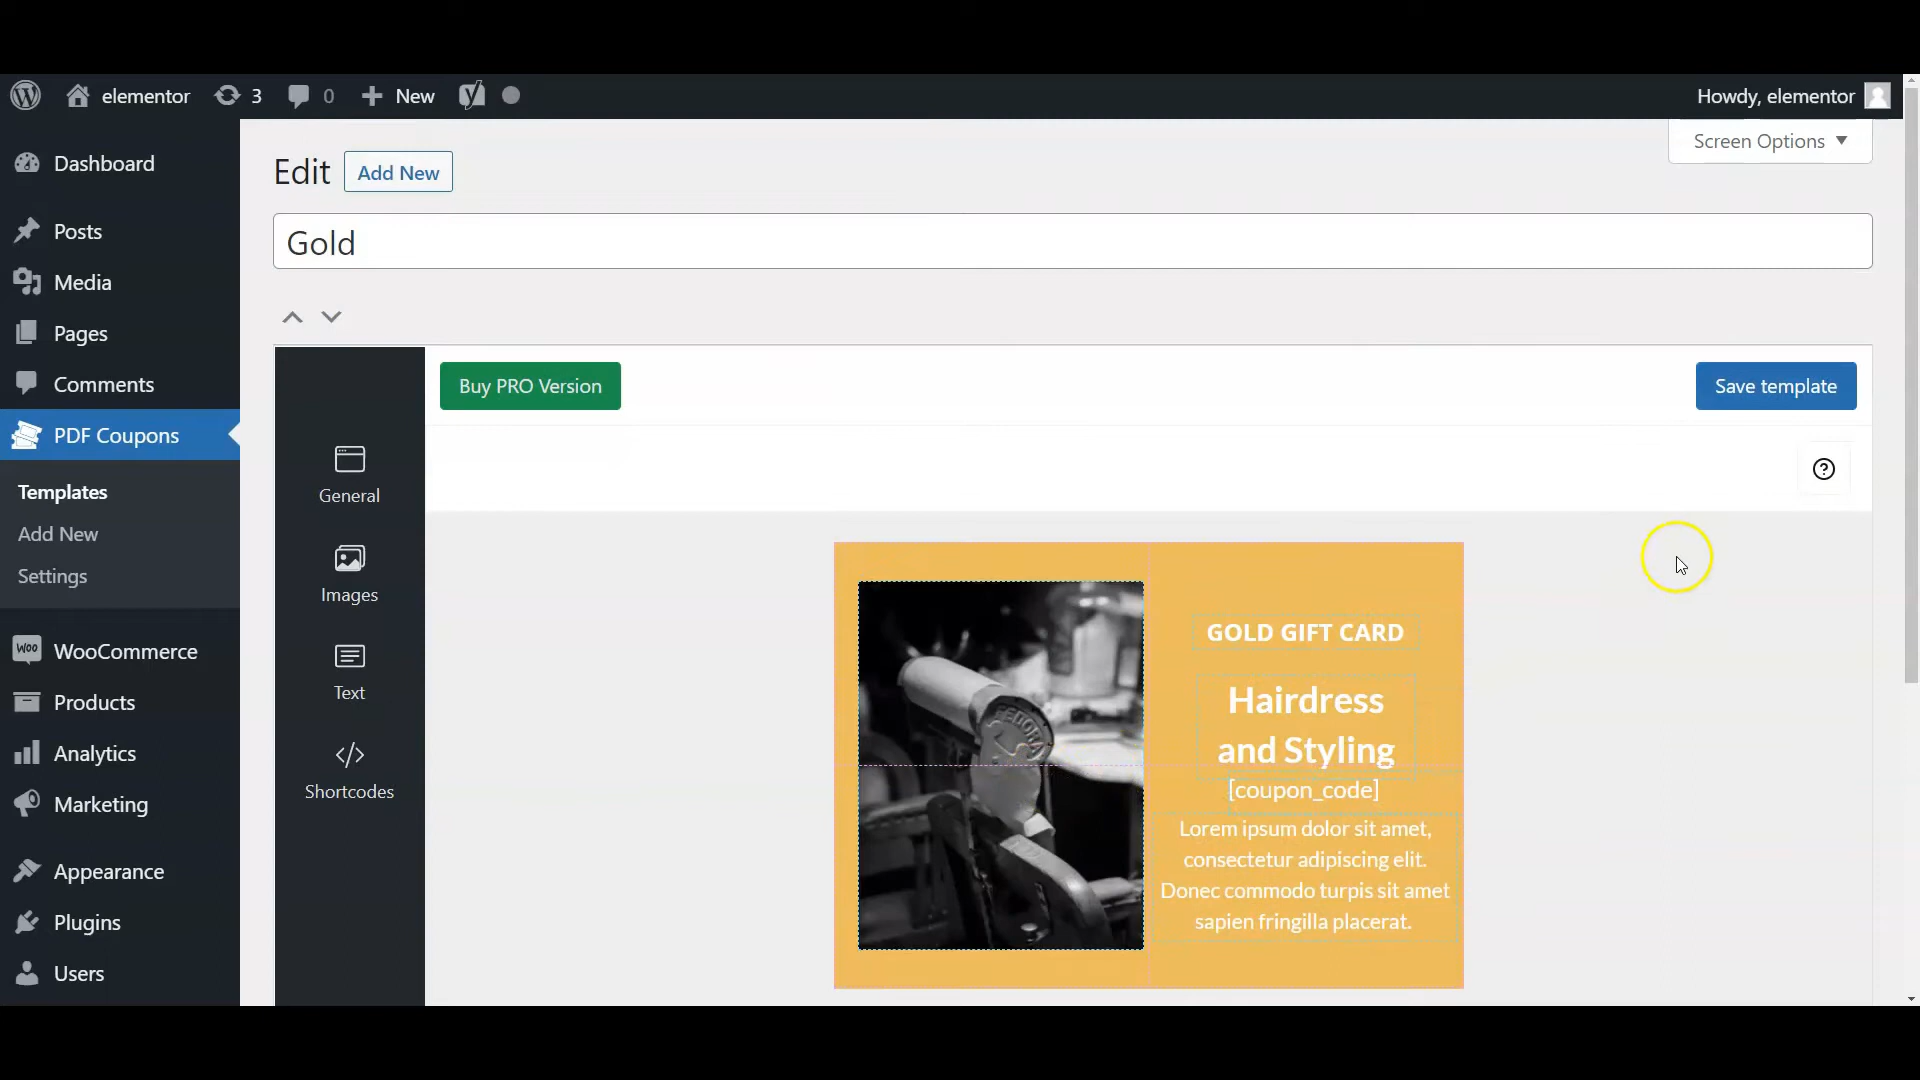 elementor
3
0
New
Howdy, elementor
Screen Options
Dashboard
Posts
Media
Pages
Comments
PDF Coupons
Templates
Add New
Settings
WOO
WooCommerce
Products
Analytics
Marketing
Appearance
Plugins
Users
Edit
Add New
Gold
Buy PRO Version
Save template
General
Images
Text
Shortcodes
GOLD GIFT CARD
Hairdress
and Styling
[coupon_code]
Lorem ipsum dolor sit amet,
consectetur adipiscing elit.
Donec commodo turpis sit amet
sapien fringilla placerat.
FEDORA